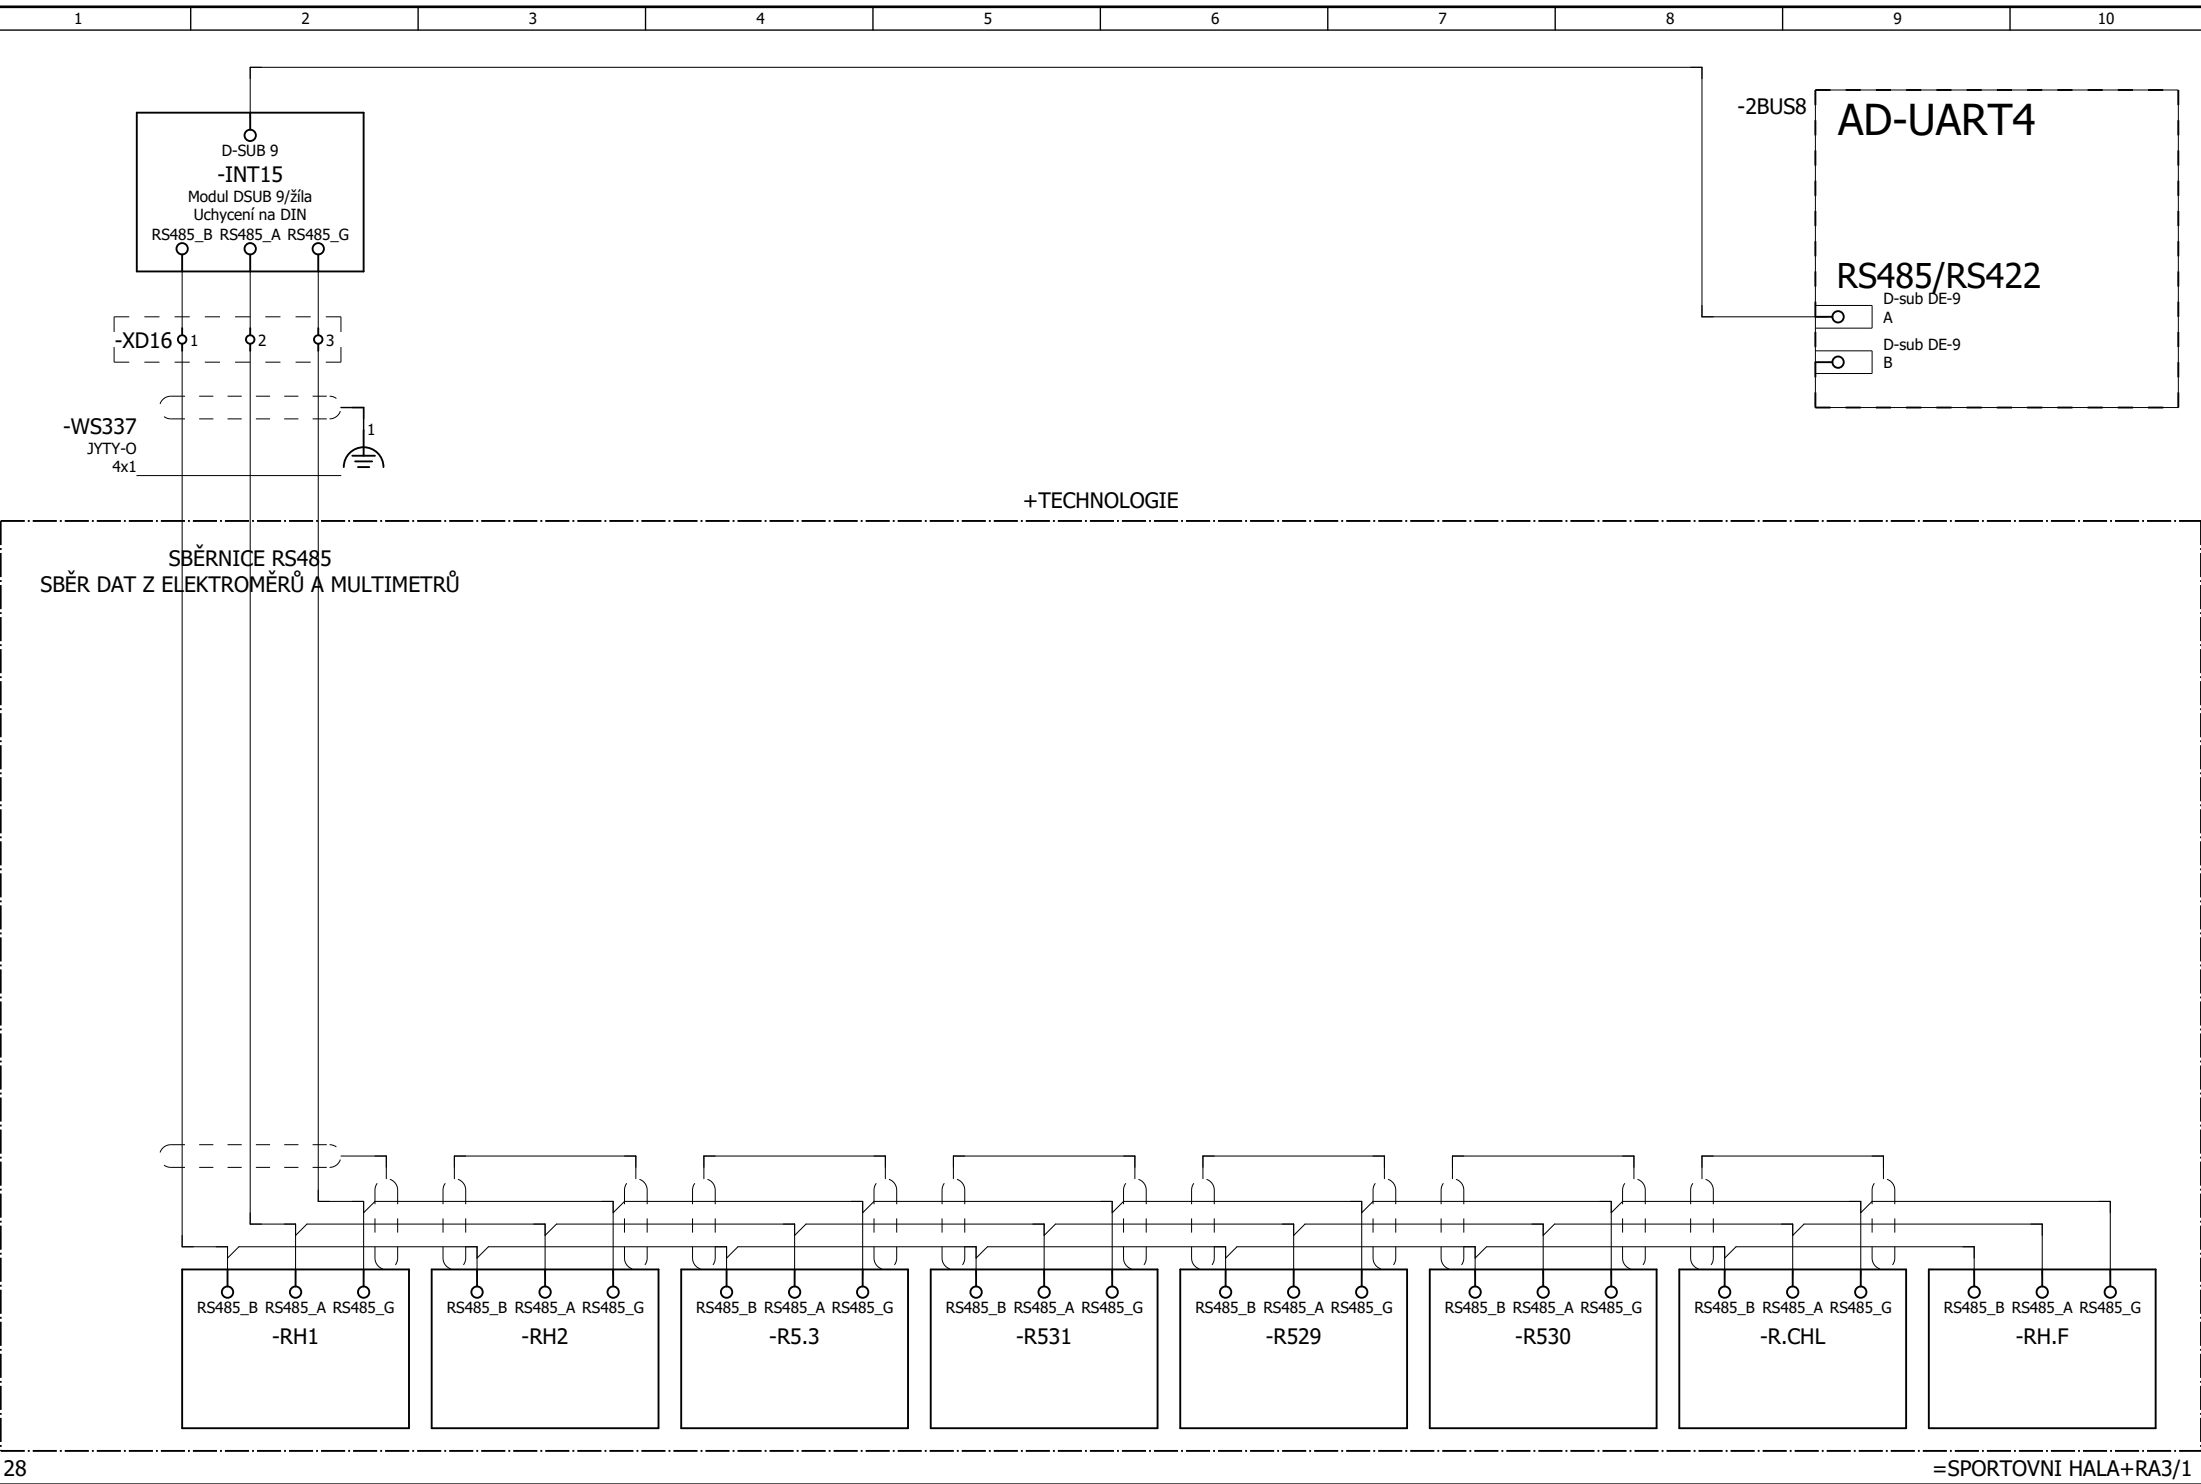 1 2 3 4 5 6 7 8 9 10
-2BUS8
AD-UART4
D-SUB 9
-INT15
Modul DSUB 9/žíla
Uchycení na DIN
RS485_B RS485_A RS485_G
RS485/RS422
D-sub DE-9
A
D-sub DE-9
B
-XD16 1 2 3
-WS337
JYTY-O
4x1
1
+TECHNOLOGIE
SBĚRNICE RS485
SBĚR DAT Z ELEKTROMĚRŮ A MULTIMETRŮ
RS485_B RS485_A RS485_G
-RH1
RS485_B RS485_A RS485_G
-RH2
RS485_B RS485_A RS485_G
-R5.3
RS485_B RS485_A RS485_G
-R531
RS485_B RS485_A RS485_G
-R529
RS485_B RS485_A RS485_G
-R530
RS485_B RS485_A RS485_G
-R.CHL
RS485_B RS485_A RS485_G
-RH.F
28
=SPORTOVNI HALA+RA3/1